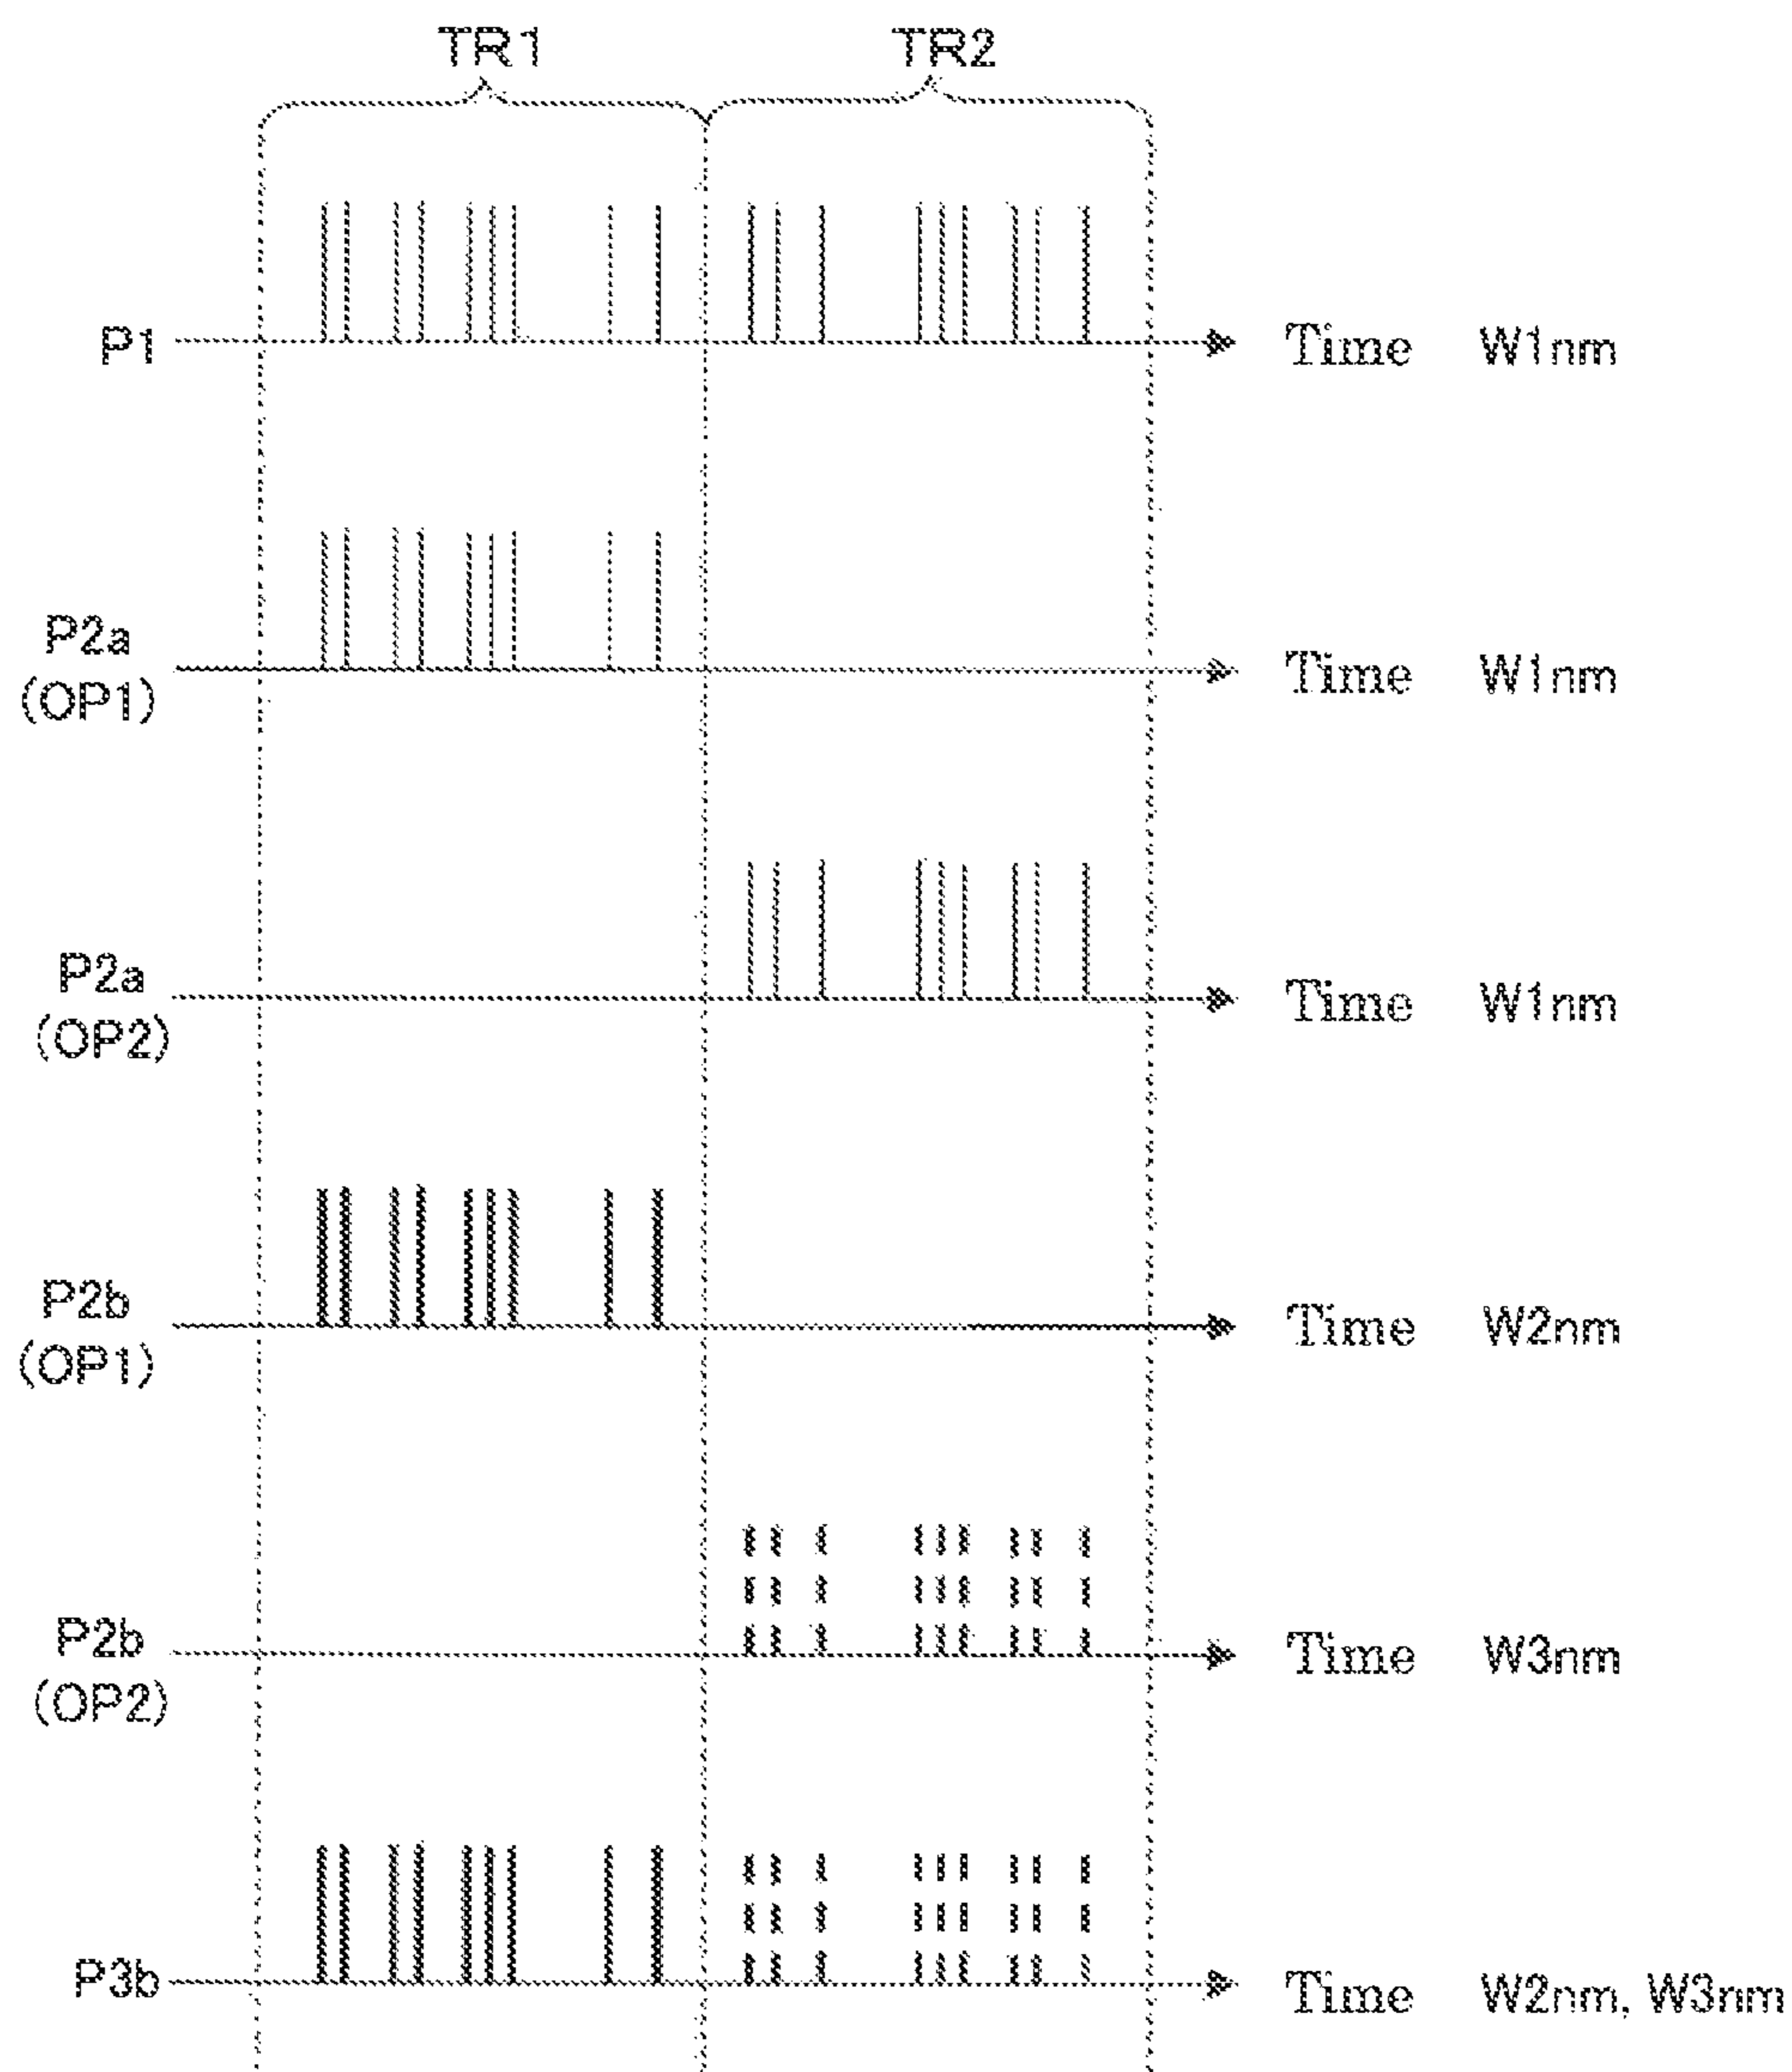 TR1 TR2
P1 Time W1nm
P2a
(OP1) Time W1nm
P2a
(OP2) Time W1nm
P2b
(OP1) Time W2nm
P2b
(OP2) Time W3nm
P3b Time W2nm, W3nm